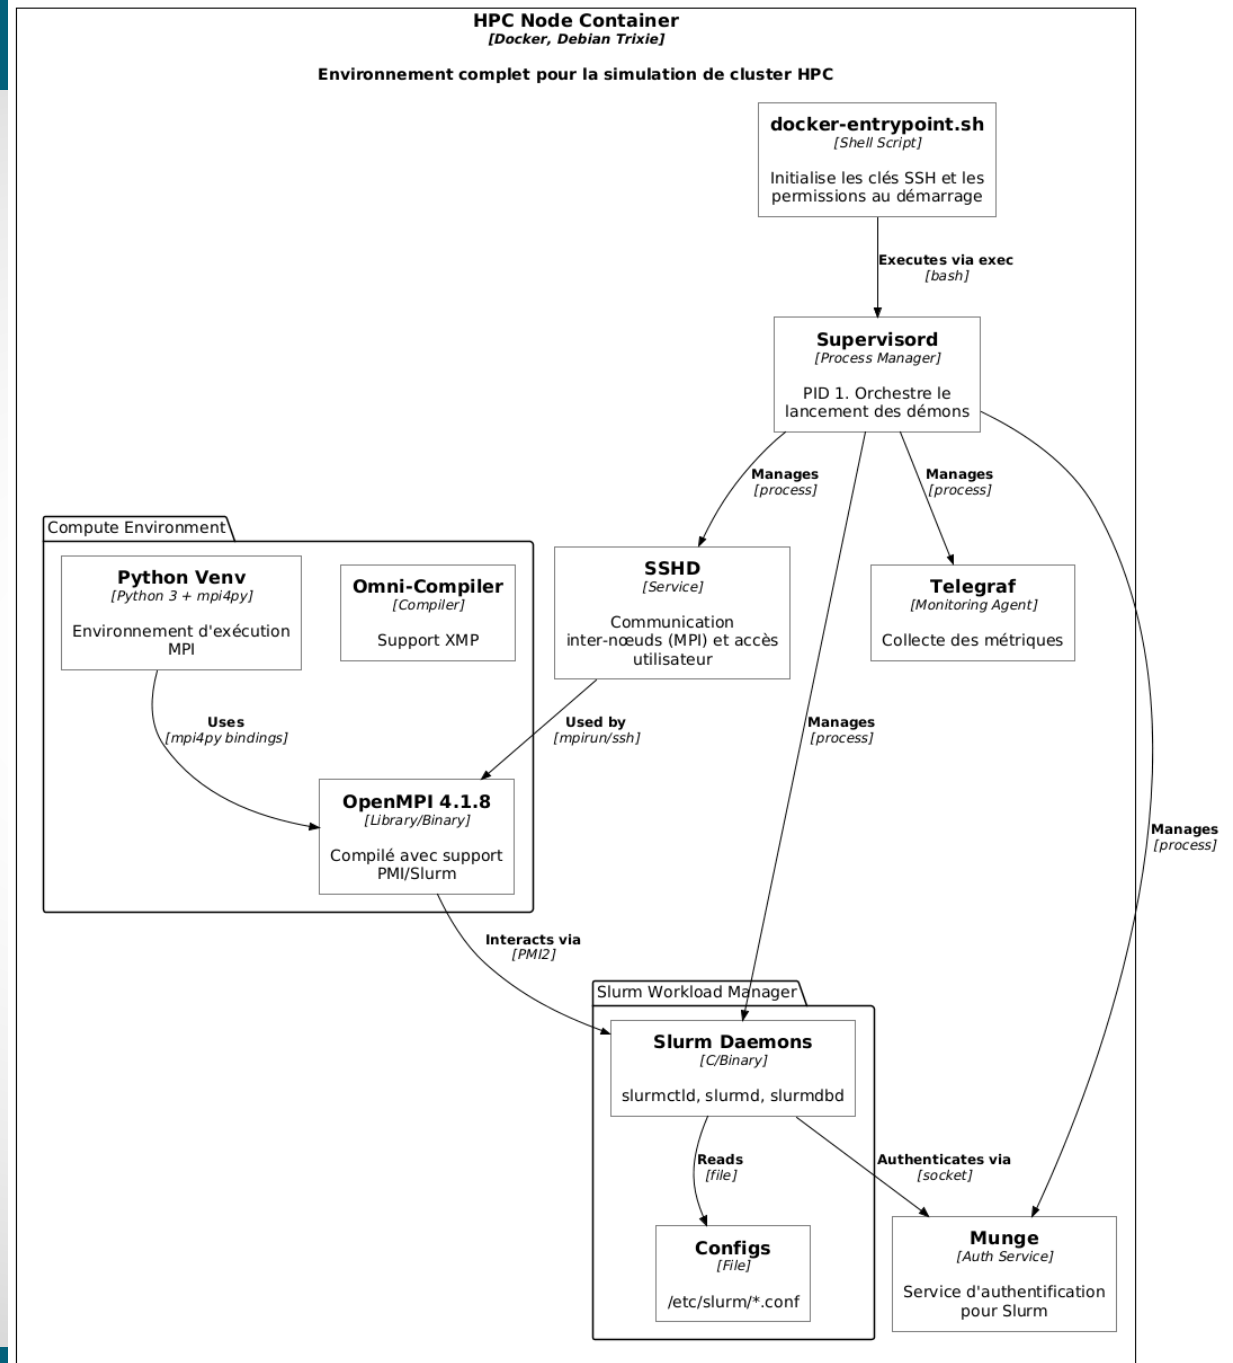 HPC Node Container
[Docker, Debian Trixie]
Environnement complet pour la simulation de cluster HPC
docker-entrypoint.sh
[Shell Script]
Initialise les clés SSH et les
permissions au démarrage
Executes via exec
[bash]
Supervisord
[Process Manager]
PID 1. Orchestre le
lancement des démons
Manages
[process]
Manages
[process]
Compute Environment
Python Venv
[Python 3 + mpi4py]
Environnement d'exécution
MPI
Omni-Compiler
[Compiler]
Support XMP
SSHD
[Service]
Communication
inter-nœuds (MPI) et accès
utilisateur
Telegraf
[Monitoring Agent]
Collecte des métriques
Uses
[mpi4py bindings]
Used by
[mpirun/ssh]
Manages
[process]
OpenMPI 4.1.8
[Library/Binary]
Compilé avec support
PMI/Slurm
Manages
[process]
Interacts via
[PMI2]
Slurm Workload Manager
Slurm Daemons
[C/Binary]
slurmctld, slurmd, slurmdbd
Reads
[file]
Authenticates via
[socket]
Configs
[File]
/etc/slurm/*.conf
Munge
[Auth Service]
Service d'authentification
pour Slurm